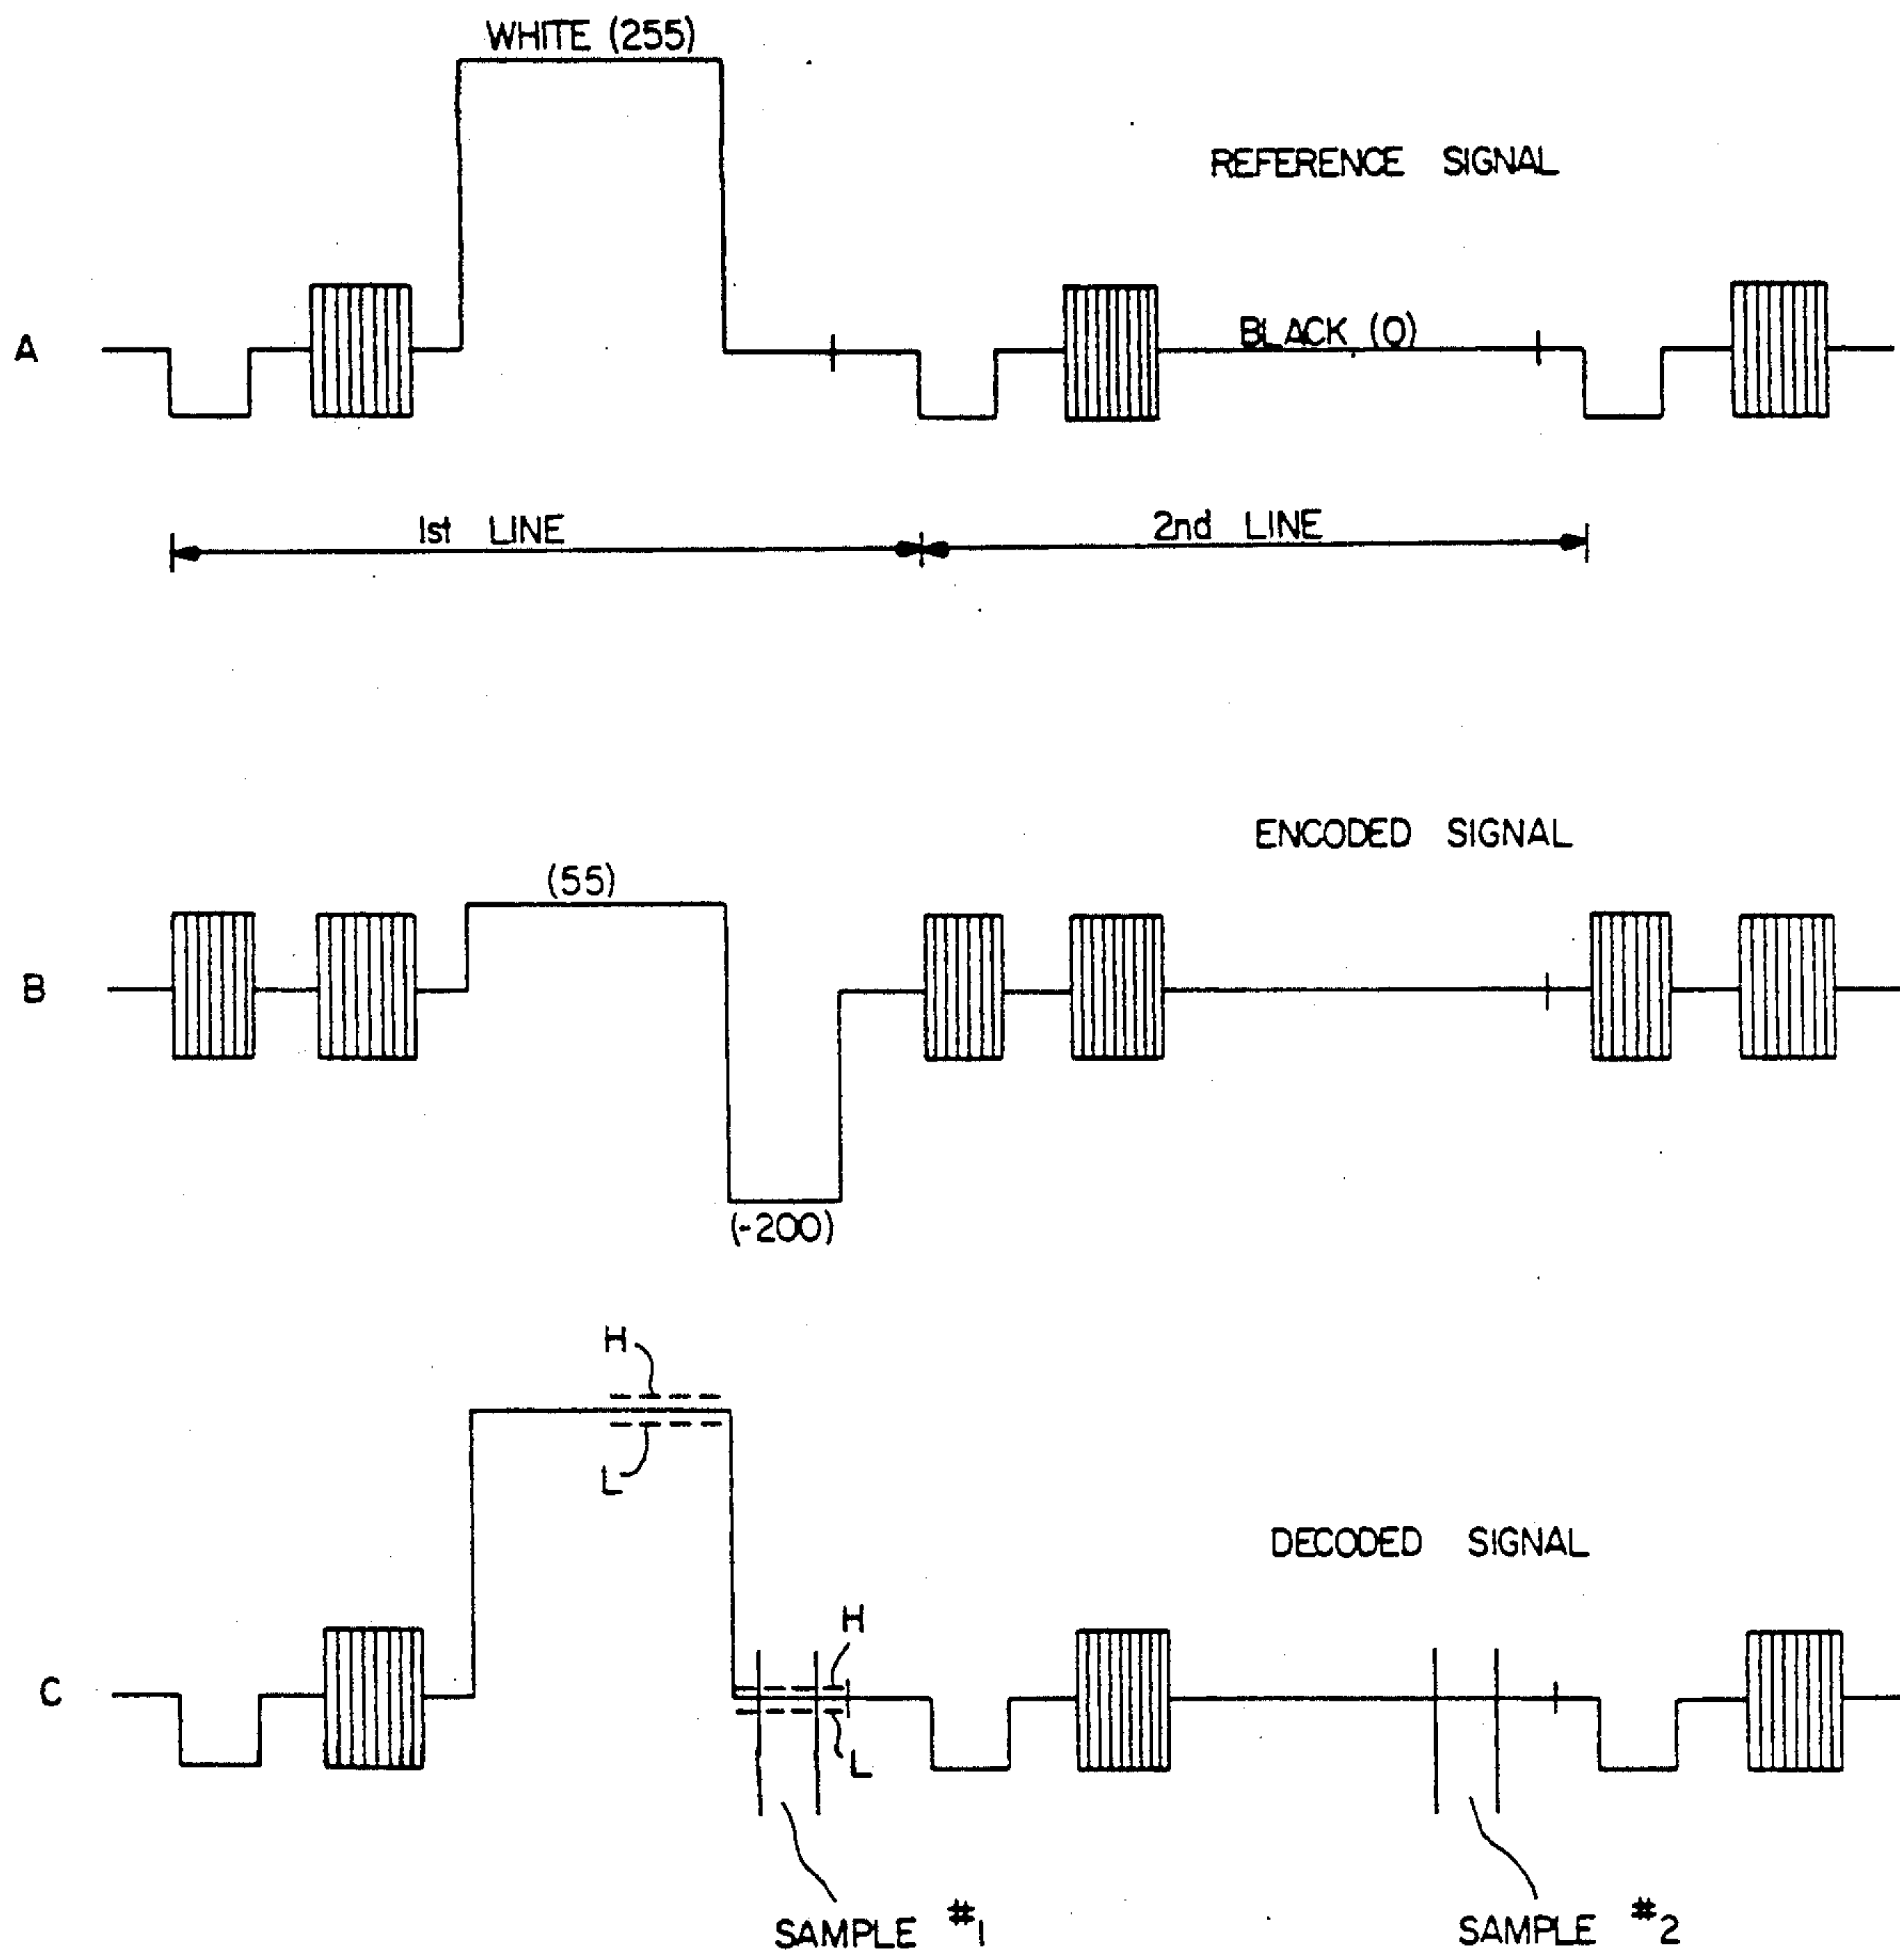 WHITE (255)
REFERENCE SIGNAL
A
BLACK (0)
1st LINE
2nd LINE
ENCODED SIGNAL
(55)
B
(-200)
H
L
DECODED SIGNAL
H
C
L
SAMPLE #1
SAMPLE #2